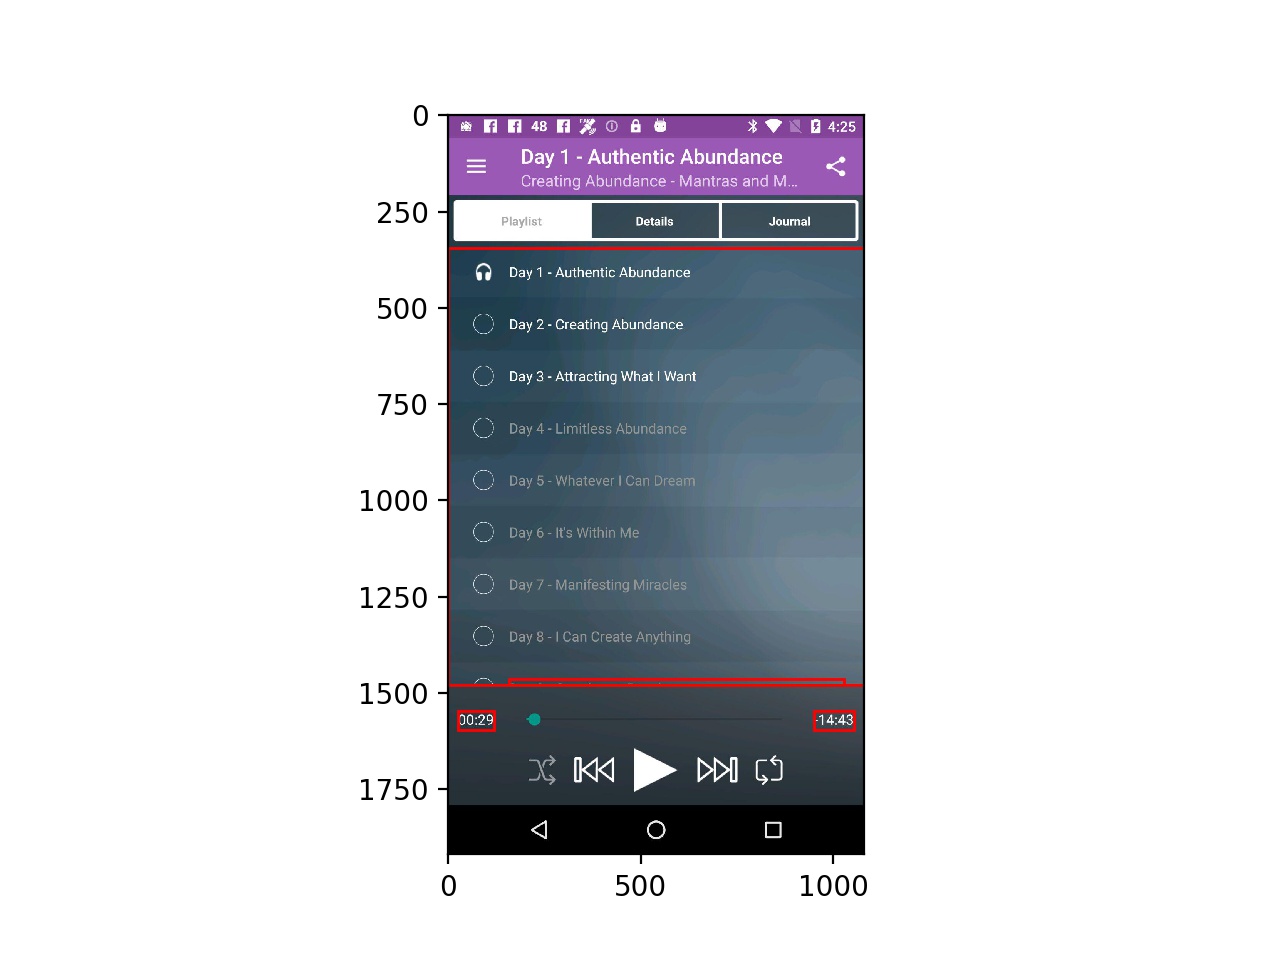 0
48
4:25
Day 1 - Authentic Abundance
Creating Abundance - Mantras and M...
250
Playlist Details Journal
Day 1 - Authentic Abundance
500
Day 2 - Creating Abundance
Day 3 - Attracting What I Want
750
Day 4 - Limitless Abundance
Day 5 - Whatever I Can Dream
1000
Day 6 - It's Within Me
1250
Day 7 - Manifesting Miracles
Day 8 - I Can Create Anything
1500
00:29 -14:43
1750
0 500 1000